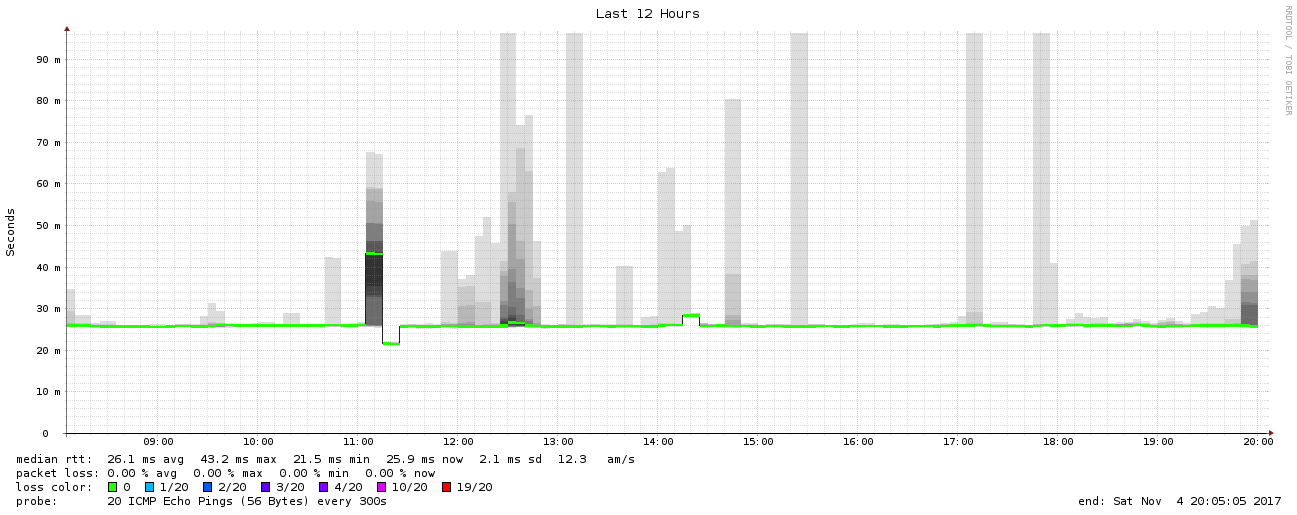 Last 12 Hours
RRDTOOL / TOBI OETIKER
Seconds
90 m
80 m
70 m
60 m
50 m
40 m
30 m
20 m
10 m
0
09:00 10:00 11:00 12:00 13:00 14:00 15:00 16:00 17:00 18:00 19:00 20:00
median rtt: 26.1 ms avg 43.2 ms max 21.5 ms min 25.9 ms now 2.1 ms sd 12.3 am/s
packet loss: 0.00 % avg 0.00 % max 0.00 % min 0.00 % now
loss color: 0 1/20 2/20 3/20 4/20 10/20 19/20
probe: 20 ICMP Echo Pings (56 Bytes) every 300s end: Sat Nov 4 20:05:05 2017